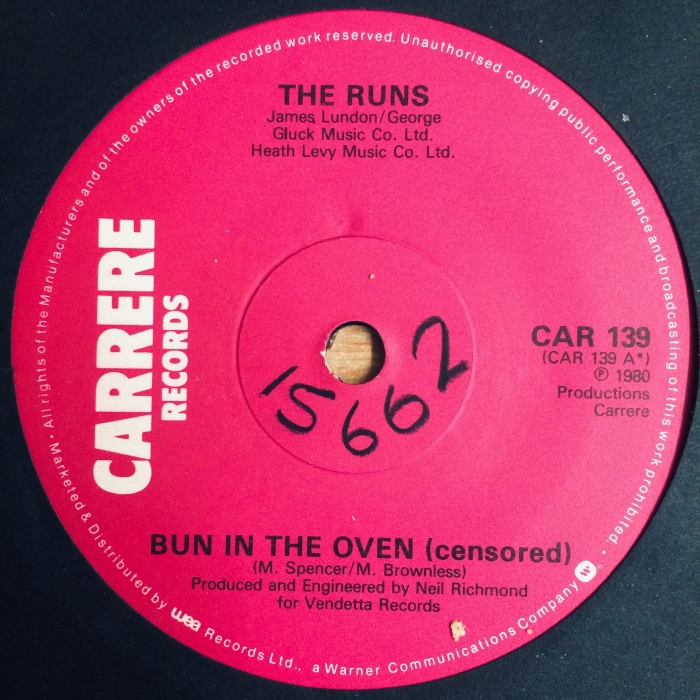 THE RUNS
James Lundon/George
Gluck Music Co. Ltd.
Heath Levy Music Co. Ltd.
CARRERE
RECORDS
CAR 139
(CAR 139 A*)
℗ 1980
Productions
Carrere
15662
BUN IN THE OVEN (censored)
(M. Spencer/M. Brownless)
Produced and Engineered by Neil Richmond
for Vendetta Records
• All rights of the Manufacturers and of the owners of the recorded work reserved. Unauthorised copying public performance and broadcasting of this work prohibited. •
Marketed & Distributed by wea Records Ltd., a Warner Communications Company W